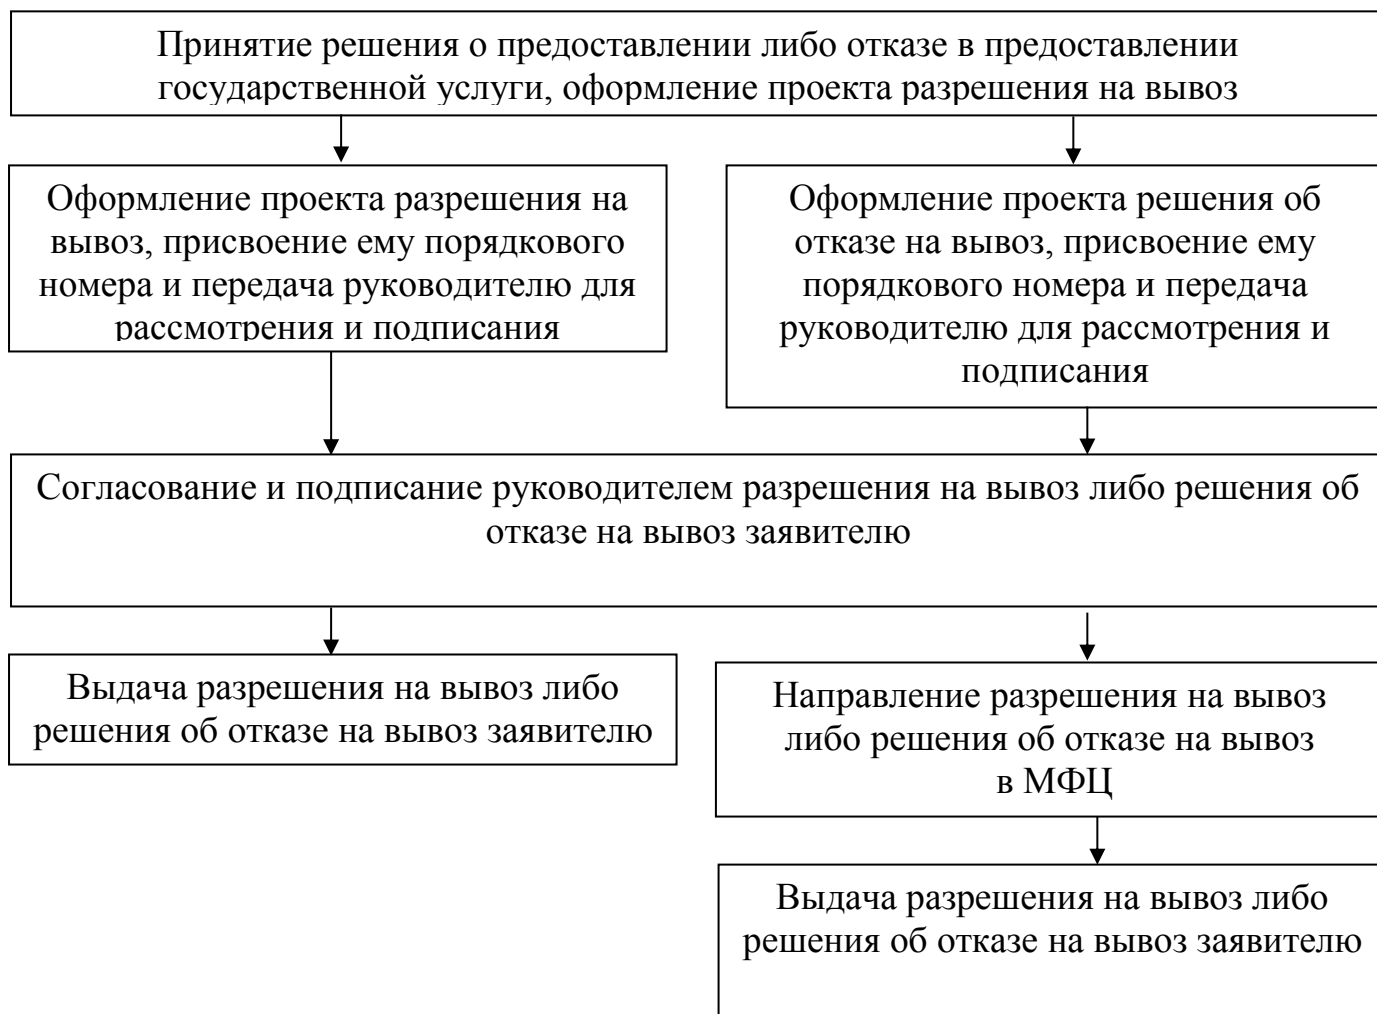 Принятие решения о предоставлении либо отказе в предоставлении
государственной услуги, оформление проекта разрешения на вывоз
Оформление проекта разрешения на
вывоз, присвоение ему порядкового
номера и передача руководителю для
рассмотрения и подписания
Оформление проекта решения об
отказе на вывоз, присвоение ему
порядкового номера и передача
руководителю для рассмотрения и
подписания
Согласование и подписание руководителем разрешения на вывоз либо решения об
отказе на вывоз заявителю
Выдача разрешения на вывоз либо
решения об отказе на вывоз заявителю
Направление разрешения на вывоз
либо решения об отказе на вывоз
в МФЦ
Выдача разрешения на вывоз либо
решения об отказе на вывоз заявителю